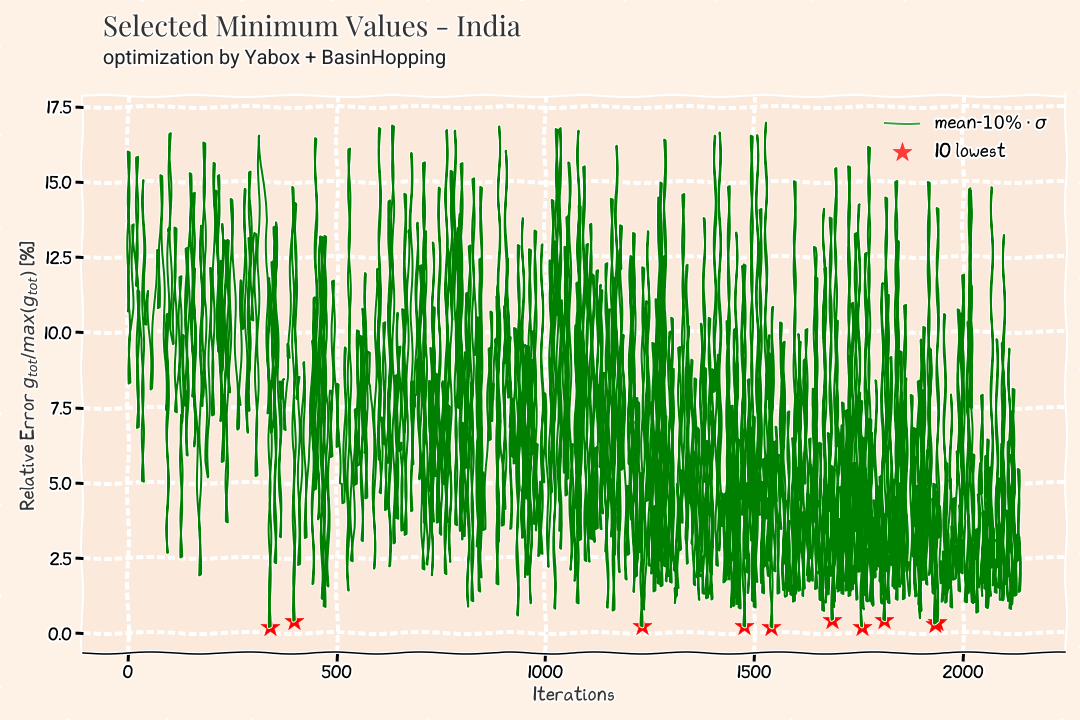 Selected Minimum Values - India
optimization by Yabox + BasinHopping
17.5
15.0
12.5
10.0
7.5
5.0
2.5
0.0
Relative Error g_tot/max(g_tot) [%]
mean-10% · σ
10 lowest
0 500 1000 1500 2000
Iterations